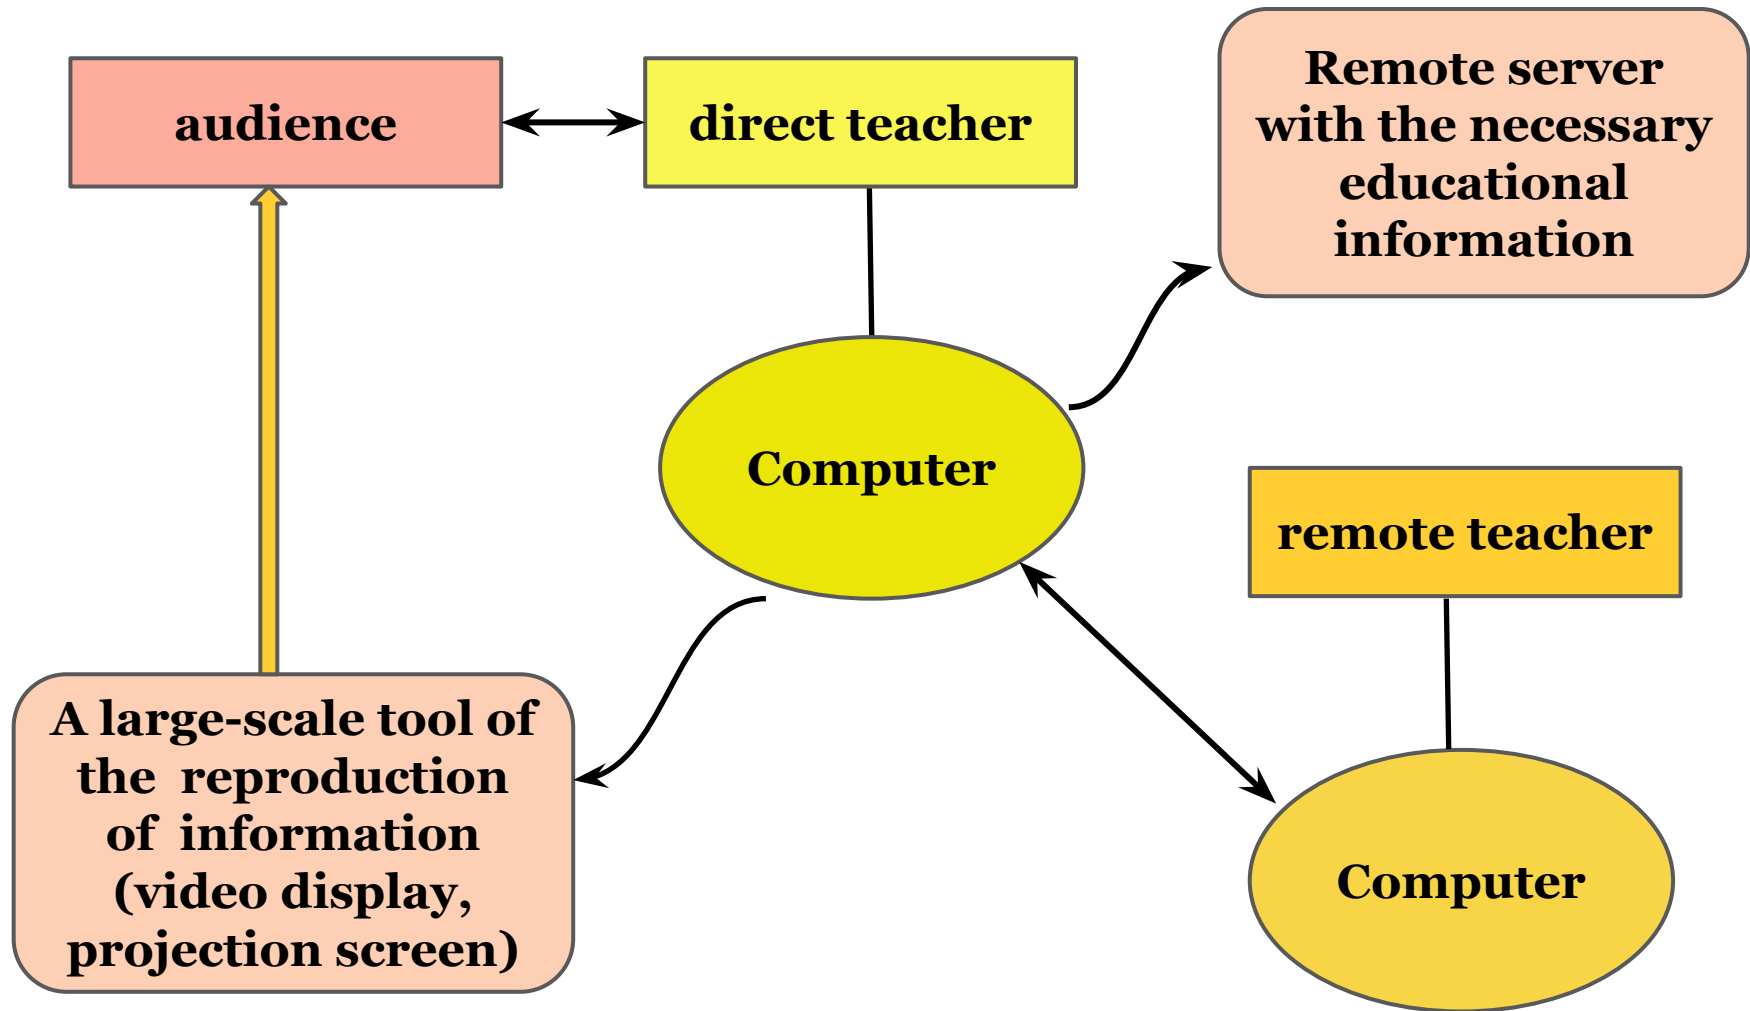 audience
direct teacher
Remote server
with the necessary
educational
information
Computer
remote teacher
A large-scale tool of
the  reproduction
of  information
(video display,
projection screen)
Computer